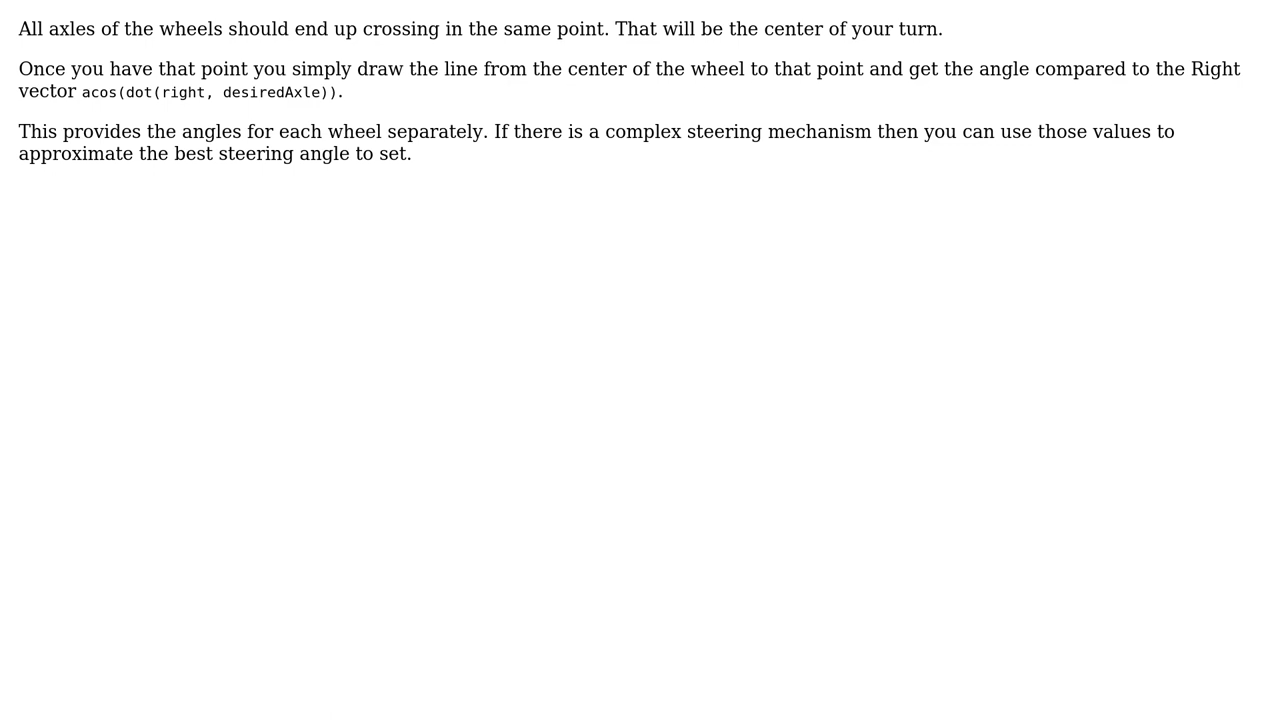 All axles of the wheels should end up crossing in the same point. That will be the center of your turn.
Once you have that point you simply draw the line from the center of the wheel to that point and get the angle compared to the Right
vector acos(dot(right, desiredAxle)).
This provides the angles for each wheel separately. If there is a complex steering mechanism then you can use those values to
approximate the best steering angle to set.